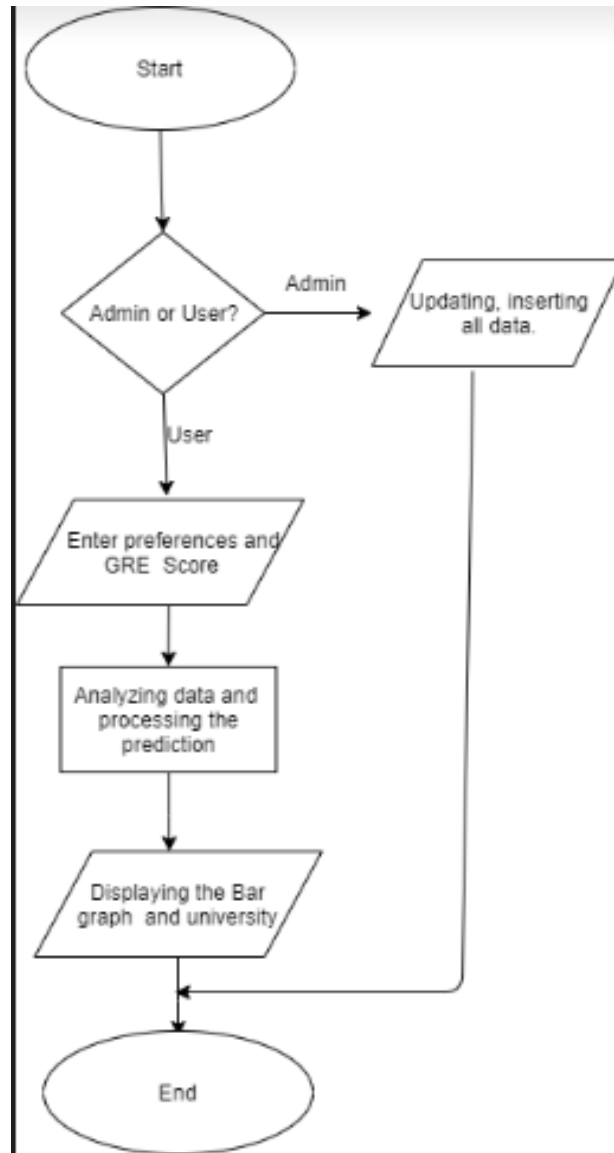 Start
Admin or User?
Admin
Updating, inserting
all data.
User
Enter preferences and
GRE Score
Analyzing data and
processing the
prediction
Displaying the Bar
graph and university
End